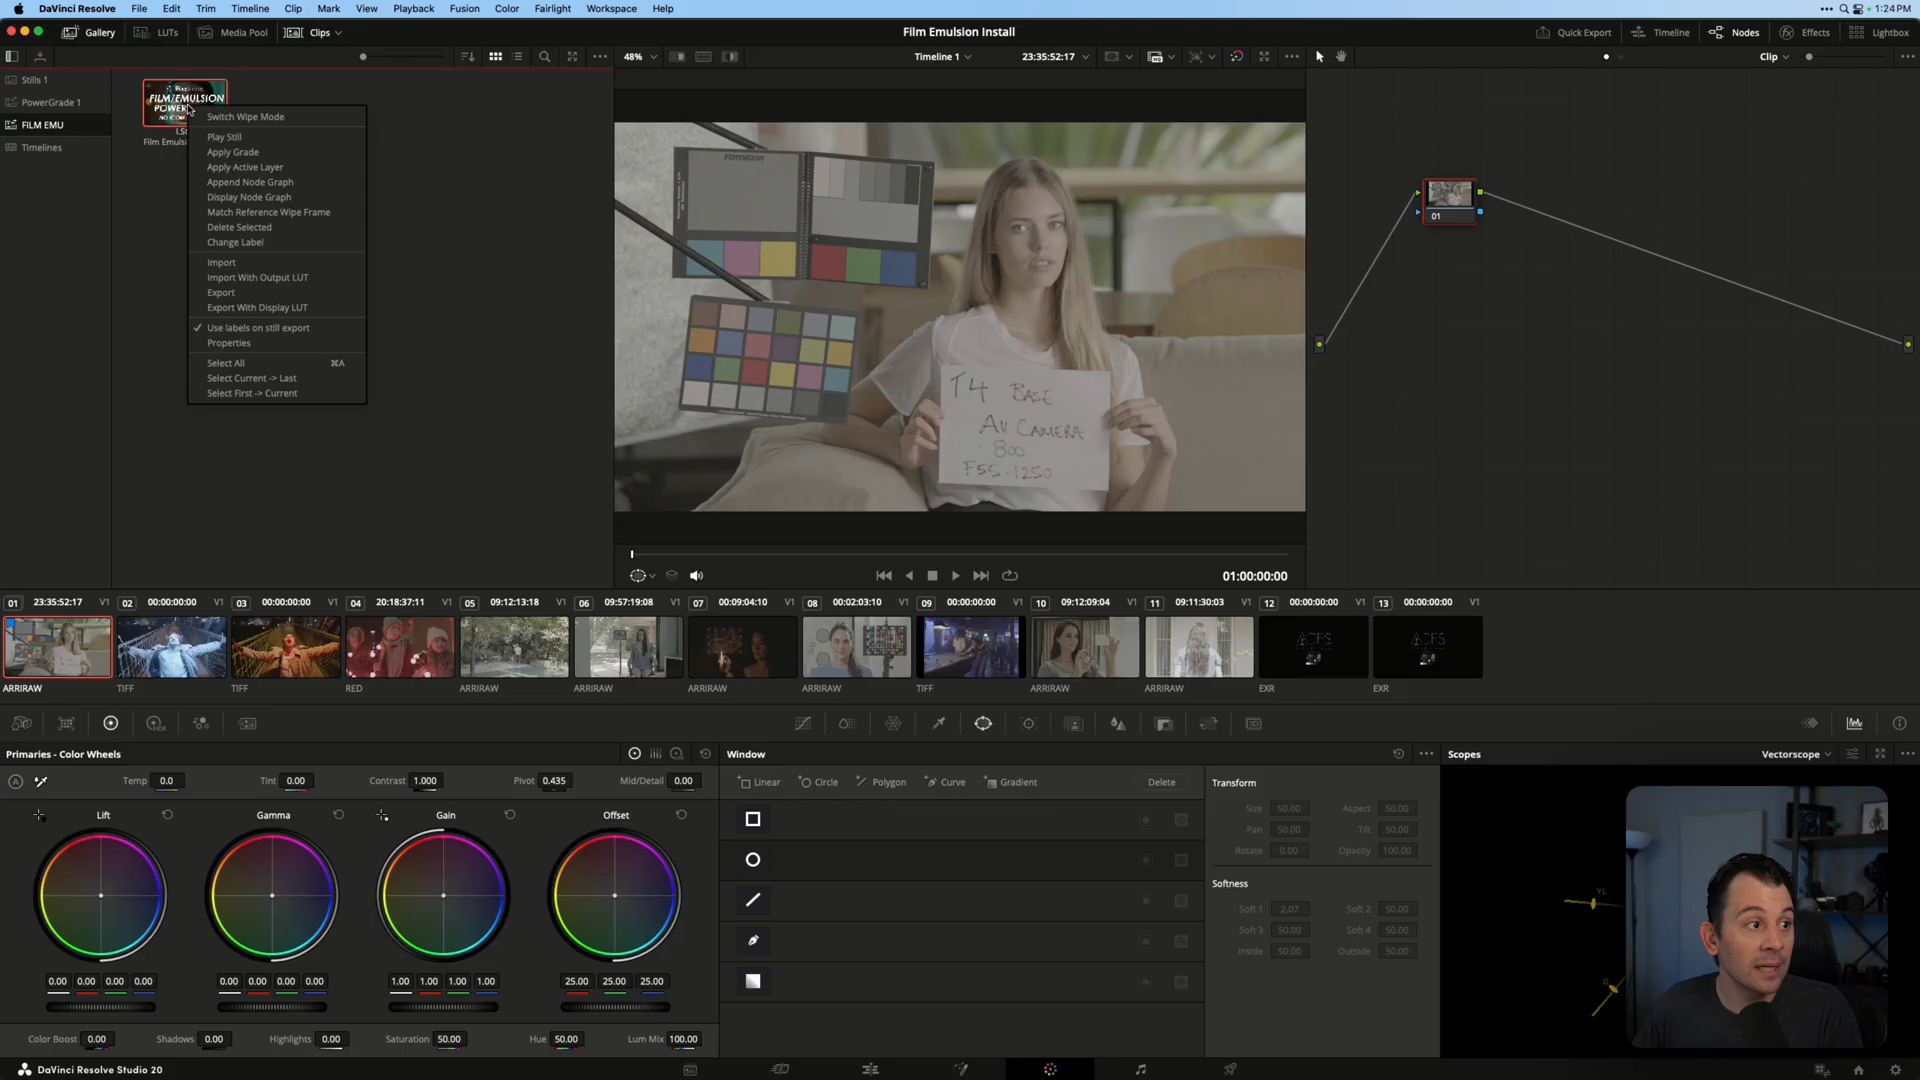 DaVinci Resolve File Edit Trim Timeline Clip Mark View Playback Fusion Color Fairlight Workspace Help 1:24PM
Gallery LUTs Media Pool Clips Film Emulsion Install Quick Export Timeline Nodes Effects Lightbox
48% Timeline 1 23:35:52:17 Clip
Stills 1
PowerGrade 1
FILM EMU
Timelines
FILM/EMULSION
Switch Wipe Mode
Play Still
Apply Grade
Apply Active Layer
Append Node Graph
Display Node Graph
Match Reference Wipe Frame
Delete Selected
Change Label
Import
Import With Output LUT
Export
Export With Display LUT
Use labels on still export
Properties
Select All ⌘A
Select Current -> Last
Select First -> Current
T4 BASE
ALL CAMERA
800
F55-1250
01
01:00:00:00
01 23:35:52:17 V1 02 00:00:00:00 V1 03 00:00:00:00 V1 04 20:18:37:11 V1 05 09:12:13:18 V1 06 09:57:19:08 V1 07 00:09:04:10 V1 08 00:02:03:10 V1 09 00:00:00:00 V1 10 09:12:09:04 V1 11 09:11:30:03 V1 12 00:00:00:00 V1 13 00:00:00:00 V1
ACES ACES
ARRIRAW TIFF TIFF RED ARRIRAW ARRIRAW ARRIRAW ARRIRAW TIFF ARRIRAW ARRIRAW EXR EXR
Primaries - Color Wheels Window Scopes Vectorscope
Temp 0.0 Tint 0.00 Contrast 1.000 Pivot 0.435 Mid/Detail 0.00
Linear Circle Polygon Curve Gradient Delete
Transform
Size 50.00 Aspect 50.00
Pan 50.00 Tilt 50.00
Rotate 0.00 Opacity 100.00
Softness
Soft 1 2.07 Soft 2 50.00
Soft 3 50.00 Soft 4 50.00
Inside 50.00 Outside 50.00
Lift Gamma Gain Offset
0.00 0.00 0.00 0.00 0.00 0.00 0.00 0.00 1.00 1.00 1.00 1.00 25.00 25.00 25.00
Color Boost 0.00 Shadows 0.00 Highlights 0.00 Saturation 50.00 Hue 50.00 Lum Mix 100.00
YL
G
DaVinci Resolve Studio 20